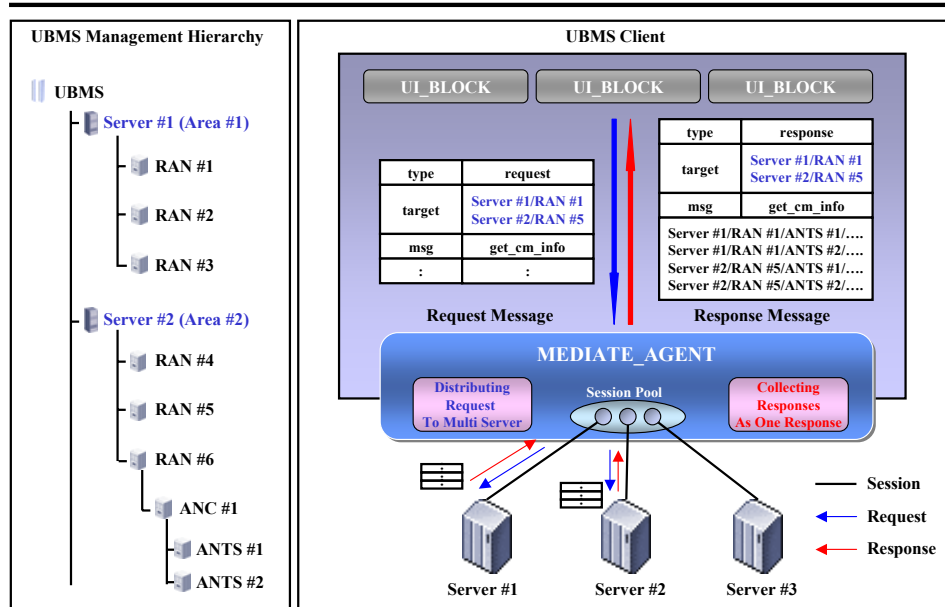 UBMS Management Hierarchy
UBMS
Server #1 (Area #1)
RAN #1
RAN #2
RAN #3
Server #2 (Area #2)
RAN #4
RAN #5
RAN #6
ANC #1
ANTS #1
ANTS #2
UBMS Client
UI_BLOCK
UI_BLOCK
UI_BLOCK
type request
target Server #1/RAN #1
Server #2/RAN #5
msg get_cm_info
: :
Request Message
type response
target Server #1/RAN #1
Server #2/RAN #5
msg get_cm_info
Server #1/RAN #1/ANTS #1/....
Server #1/RAN #1/ANTS #2/....
Server #2/RAN #5/ANTS #1/....
Server #2/RAN #5/ANTS #2/....
Response Message
MEDIATE_AGENT
Distributing
Request
To Multi Server
Session Pool
Collecting
Responses
As One Response
:
:
Server #1
Server #2
Server #3
Session
Request
Response